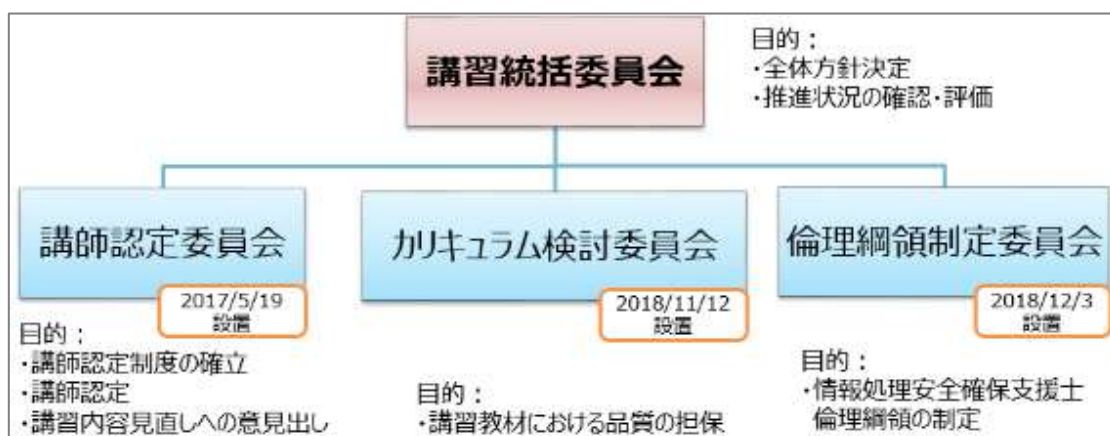 講習統括委員会
目的：
・全体方針決定
・推進状況の確認・評価
講師認定委員会
2017/5/19
設置
目的：
・講師認定制度の確立
・講師認定
・講習内容見直しへの意見出し
カリキュラム検討委員会
2018/11/12
設置
目的：
・講習教材における品質の担保
倫理綱領制定委員会
2018/12/3
設置
目的：
・情報処理安全確保支援士
倫理綱領の制定